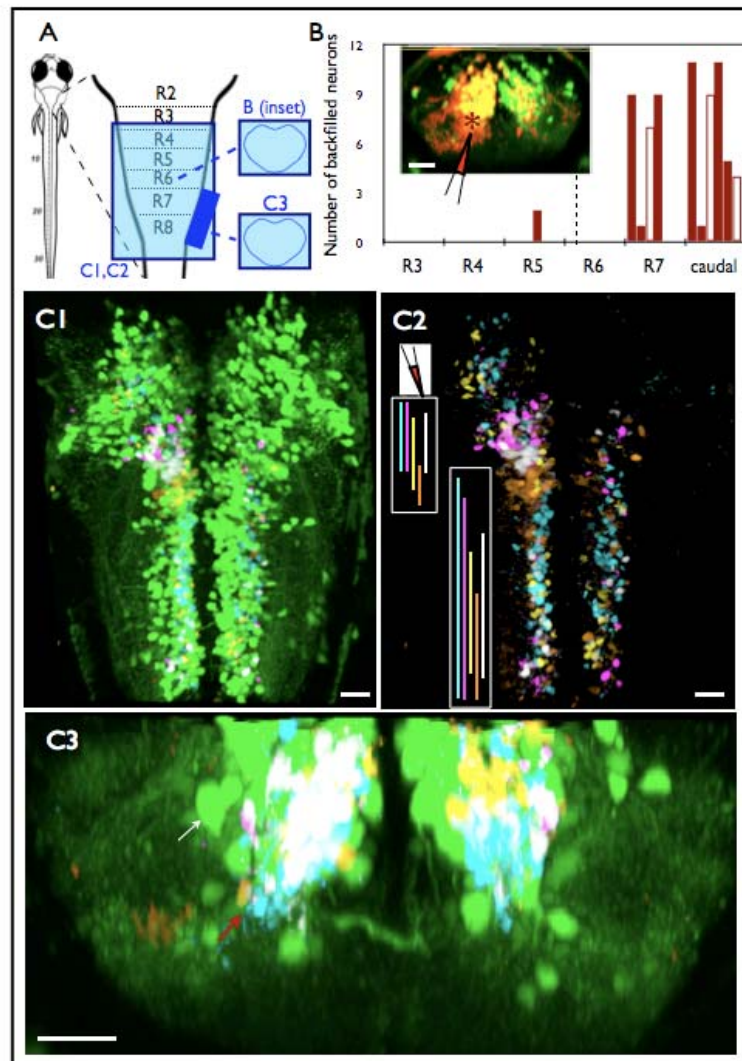 A
R2
R3
R4
R5
R6
R7
R8
10
20
30
C1,C2
B (inset)
C3
B
Number of backfilled neurons
12
9
6
3
0
*
R3 R4 R5 R6 R7 caudal
C1
C2
C3